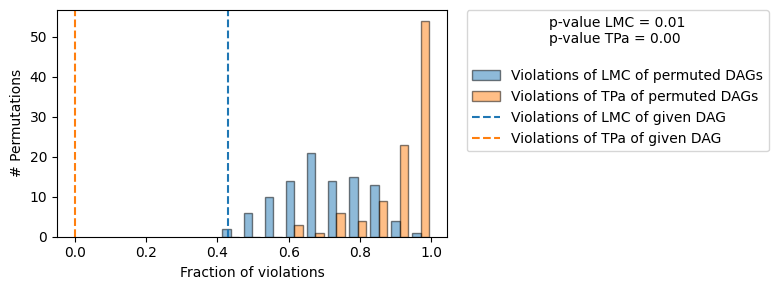 50
40
30
20
10
0
# Permutations
0.0 0.2 0.4 0.6 0.8 1.0
Fraction of violations
p-value LMC = 0.01
p-value TPa = 0.00
Violations of LMC of permuted DAGs
Violations of TPa of permuted DAGs
Violations of LMC of given DAG
Violations of TPa of given DAG